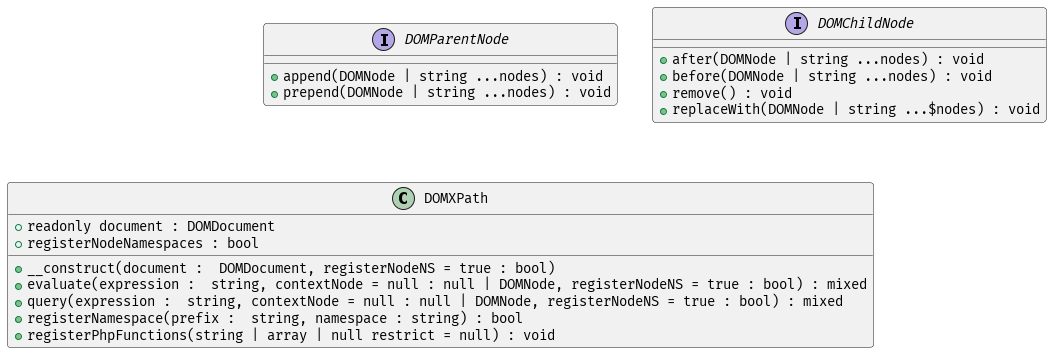 I DOMParentNode
append(DOMNode | string ...nodes) : void
prepend(DOMNode | string ...nodes) : void
I DOMChildNode
after(DOMNode | string ...nodes) : void
before(DOMNode | string ...nodes) : void
remove() : void
replaceWith(DOMNode | string ...$nodes) : void
C DOMXPath
readonly document : DOMDocument
registerNodeNamespaces : bool
__construct(document :  DOMDocument, registerNodeNS = true : bool)
evaluate(expression :  string, contextNode = null : null | DOMNode, registerNodeNS = true : bool) : mixed
query(expression :  string, contextNode = null : null | DOMNode, registerNodeNS = true : bool) : mixed
registerNamespace(prefix :  string, namespace : string) : bool
registerPhpFunctions(string | array | null restrict = null) : void